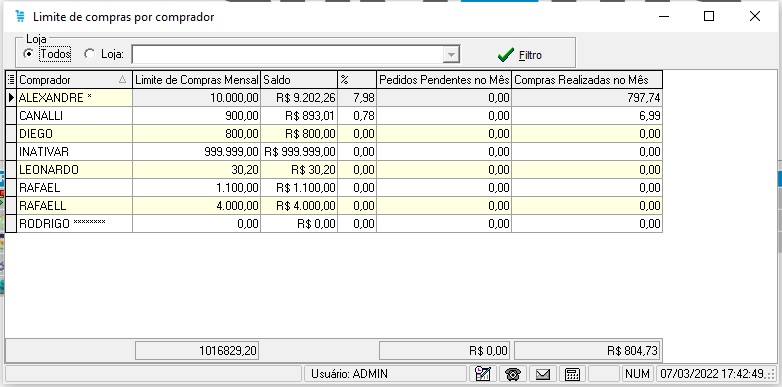 Limite de compras por comprador
Loja
Todos Loja: Filtro
Comprador Limite de Compras Mensal Saldo % Pedidos Pendentes no Mês Compras Realizadas no Mês
ALEXANDRE * 10.000,00 R$ 9.202,26 7,98 0,00 797,74
CANALLI 900,00 R$ 893,01 0,78 0,00 6,99
DIEGO 800,00 R$ 800,00 0,00 0,00 0,00
INATIVAR 999.999,00 R$ 999.999,00 0,00 0,00 0,00
LEONARDO 30,20 R$ 30,20 0,00 0,00 0,00
RAFAEL 1.100,00 R$ 1.100,00 0,00 0,00 0,00
RAFAELL 4.000,00 R$ 4.000,00 0,00 0,00 0,00
RODRIGO ******** 0,00 R$ 0,00 0,00 0,00 0,00
1016829,20 R$ 0,00 R$ 804,73
Usuário: ADMIN NUM 07/03/2022 17:42:49